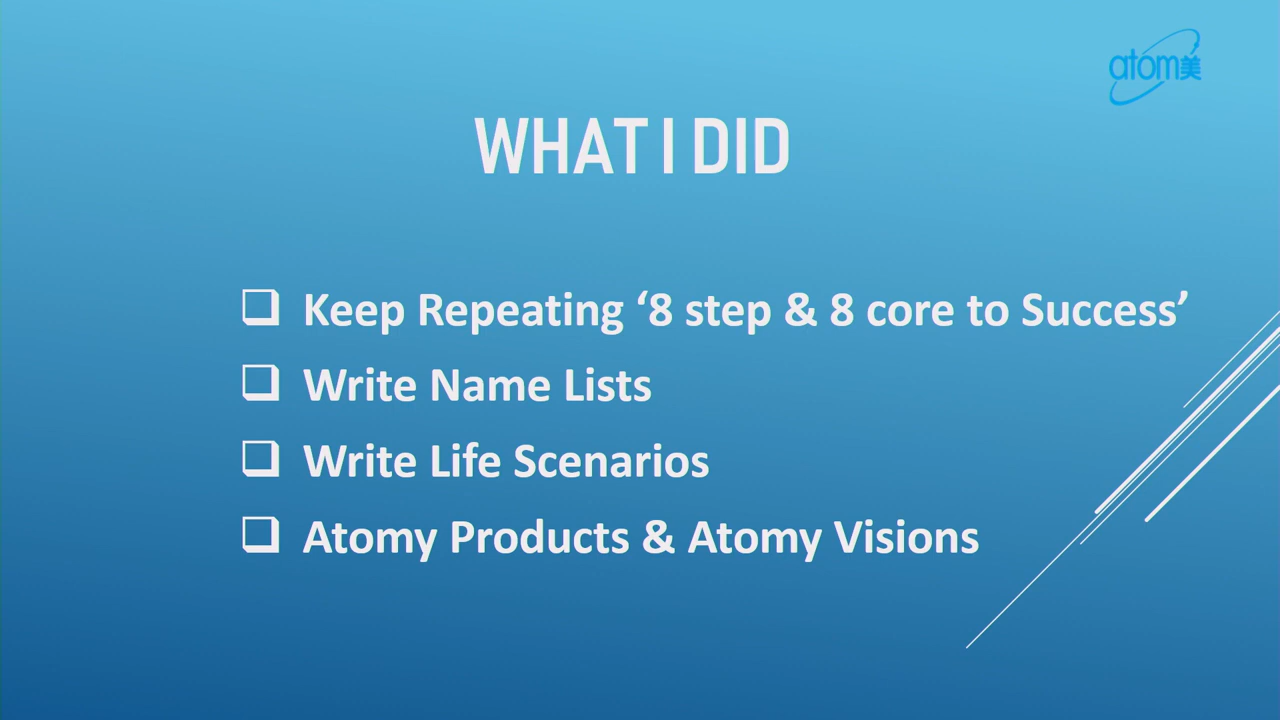 atom美
WHAT I DID
Keep Repeating ‘8 step & 8 core to Success’
Write Name Lists
Write Life Scenarios
Atomy Products & Atomy Visions